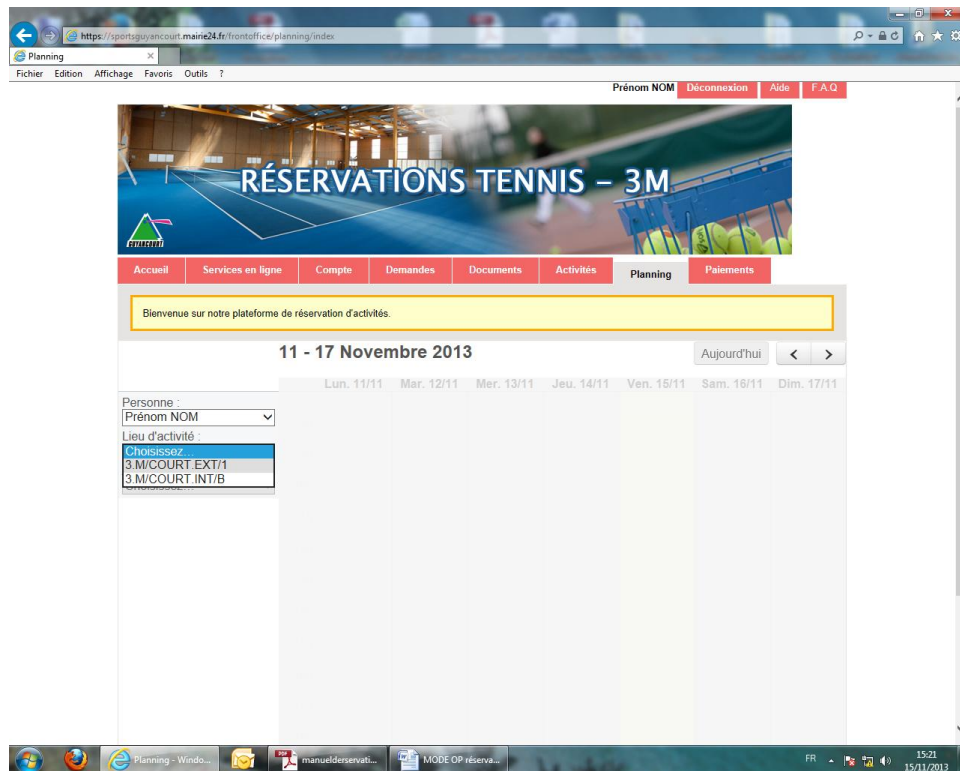 https://sportsguyancourt.mairie24.fr/frontoffice/planning/index
Planning
Fichier Edition Affichage Favoris Outils ?
Prénom NOM Déconnexion Aide F.A.Q
RÉSERVATIONS TENNIS – 3M
GUYANCOURT
Accueil Services en ligne Compte Demandes Documents Activités Planning Paiements
Bienvenue sur notre plateforme de réservation d'activités.
11 - 17 Novembre 2013 Aujourd'hui
Lun. 11/11 Mar. 12/11 Mer. 13/11 Jeu. 14/11 Ven. 15/11 Sam. 16/11 Dim. 17/11
Personne :
Prénom NOM
Lieu d'activité :
Choisissez...
3.M/COURT.EXT/1
3.M/COURT.INT/B
Choisissez...
Planning - Windo... manuelderservati... MODE OP réserva... FR 15:21
15/11/2013